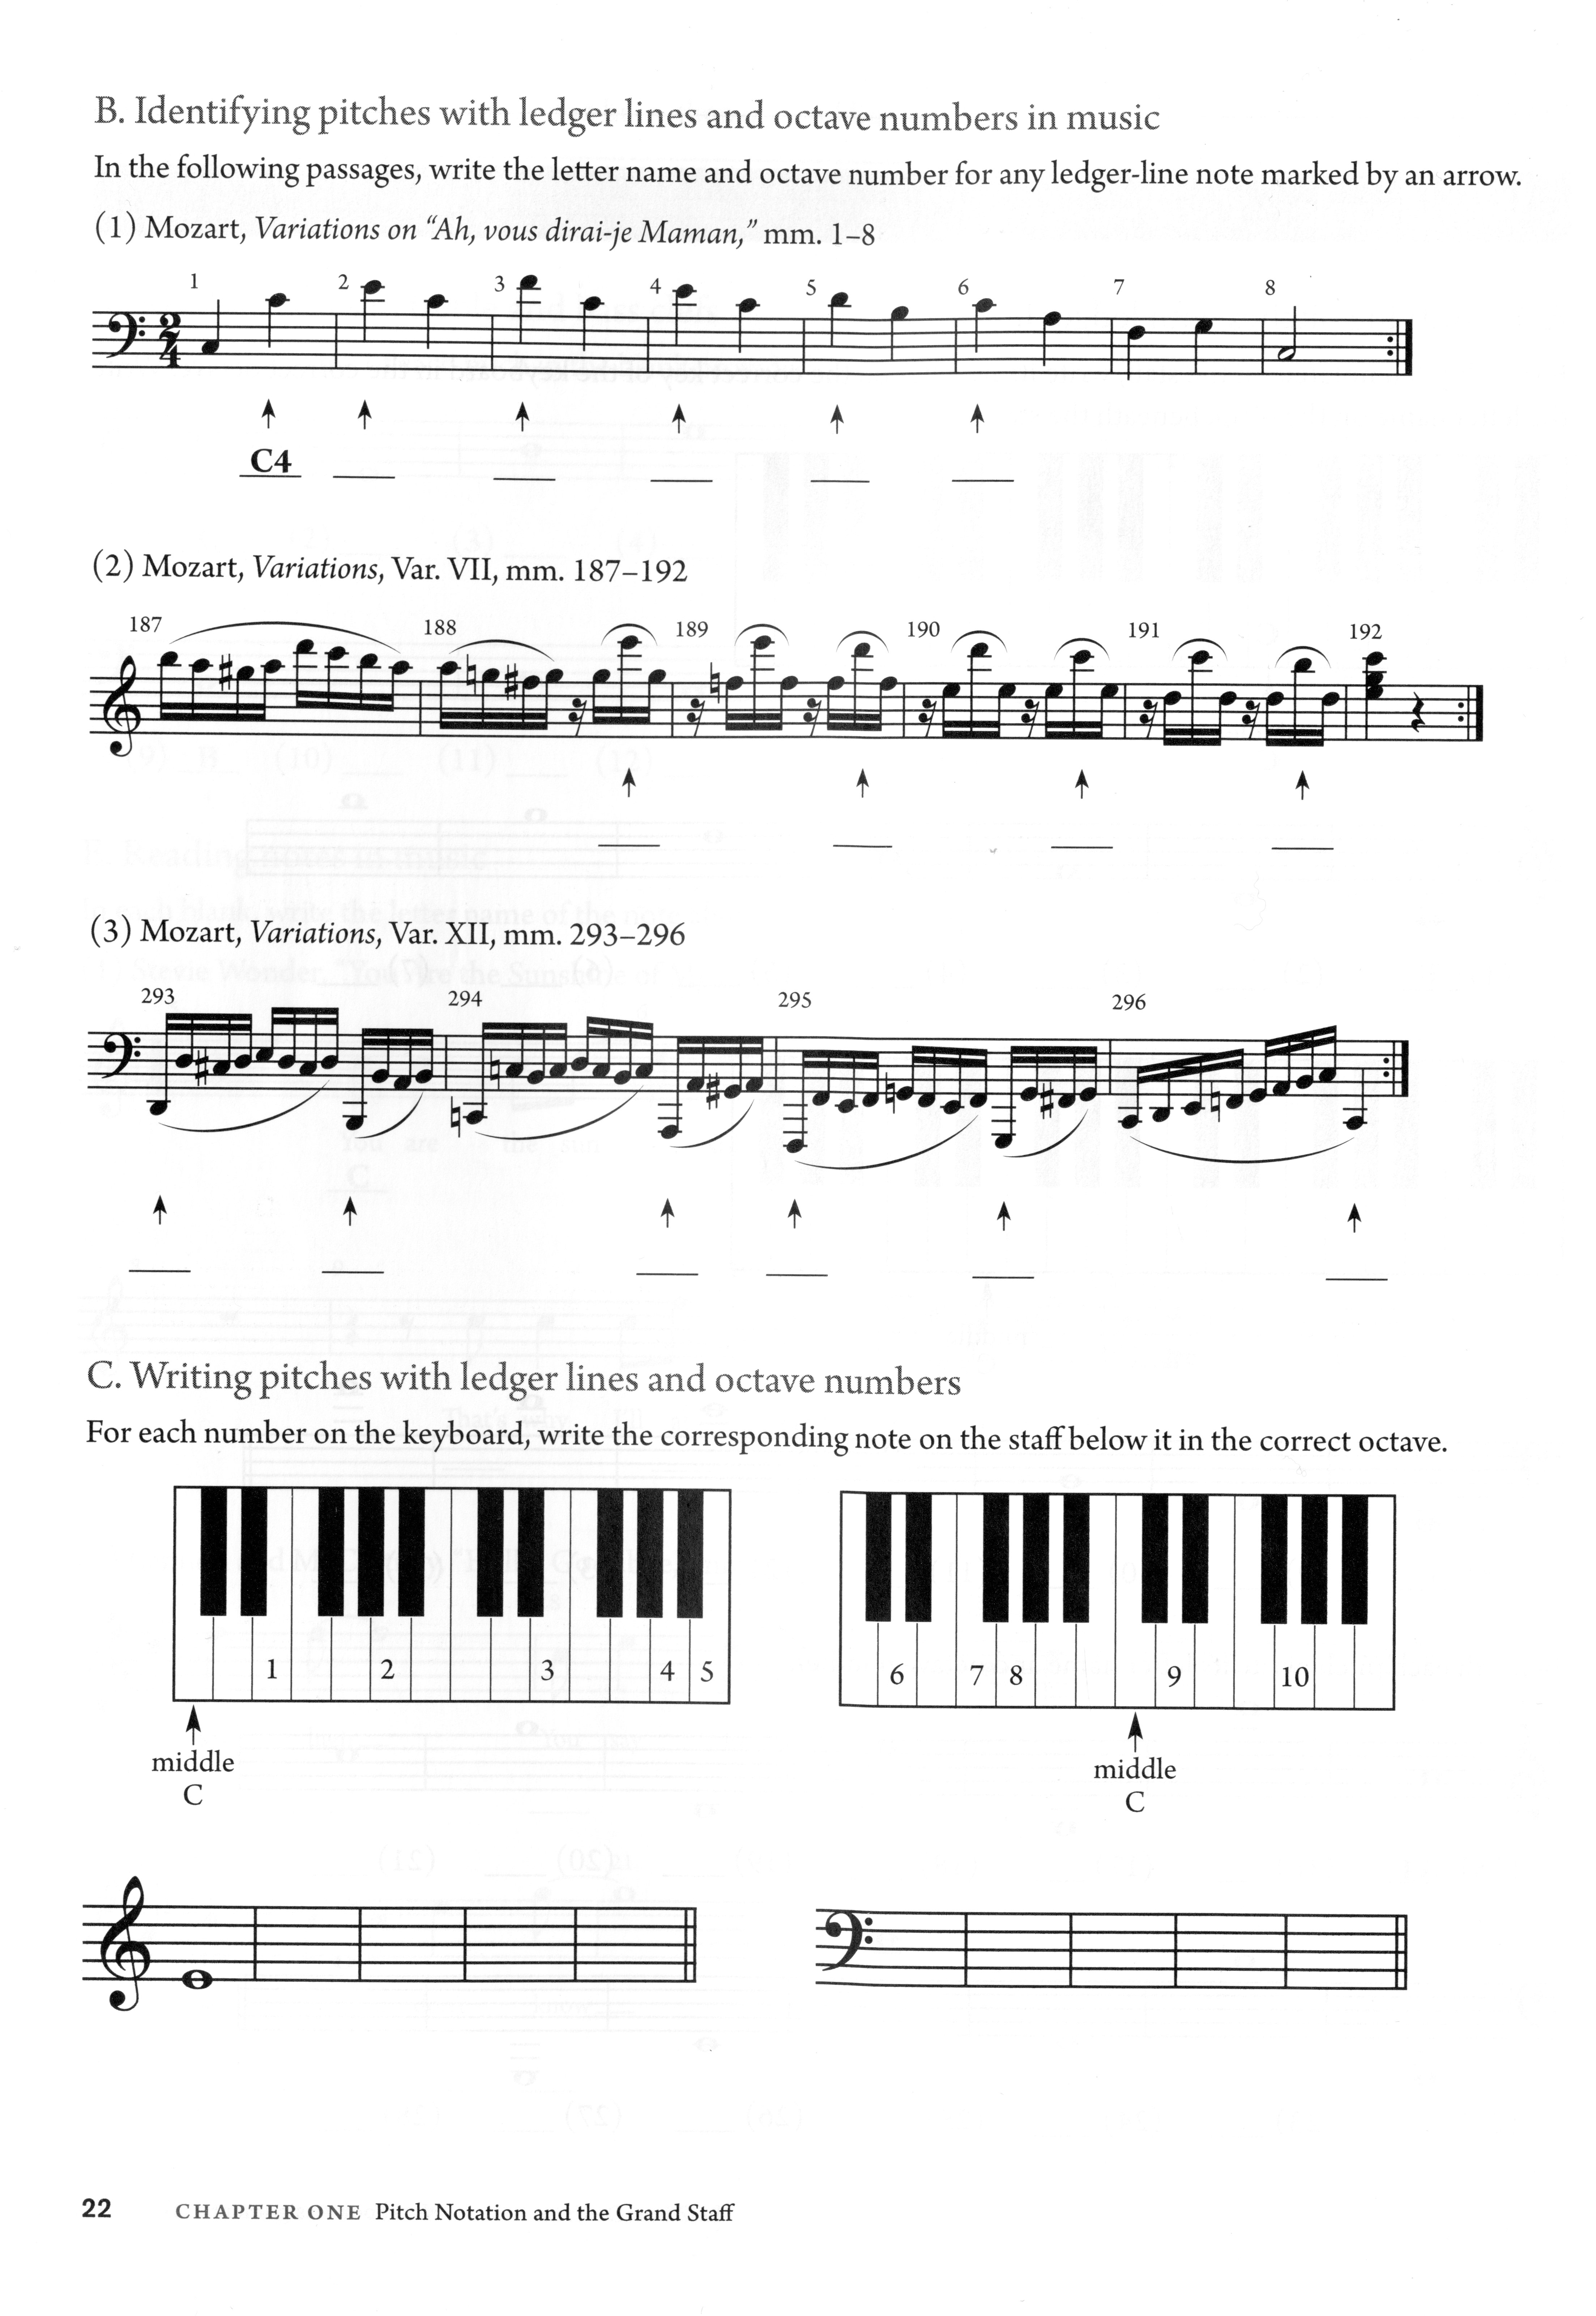 B. Identifying pitches with ledger lines and octave numbers in music
In the following passages, write the letter name and octave number for any ledger-line note marked by an arrow.
(1) Mozart, Variations on “Ah, vous dirai-je Maman,” mm. 1–8
1 2 3 4 5 6 7 8
2
4
C4
(2) Mozart, Variations, Var. VII, mm. 187–192
187 188 189 190 191 192
(3) Mozart, Variations, Var. XII, mm. 293–296
293 294 295 296
C. Writing pitches with ledger lines and octave numbers
For each number on the keyboard, write the corresponding note on the staff below it in the correct octave.
1 2 3 4 5
6 7 8 9 10
middle
C
middle
C
22 CHAPTER ONE Pitch Notation and the Grand Staff